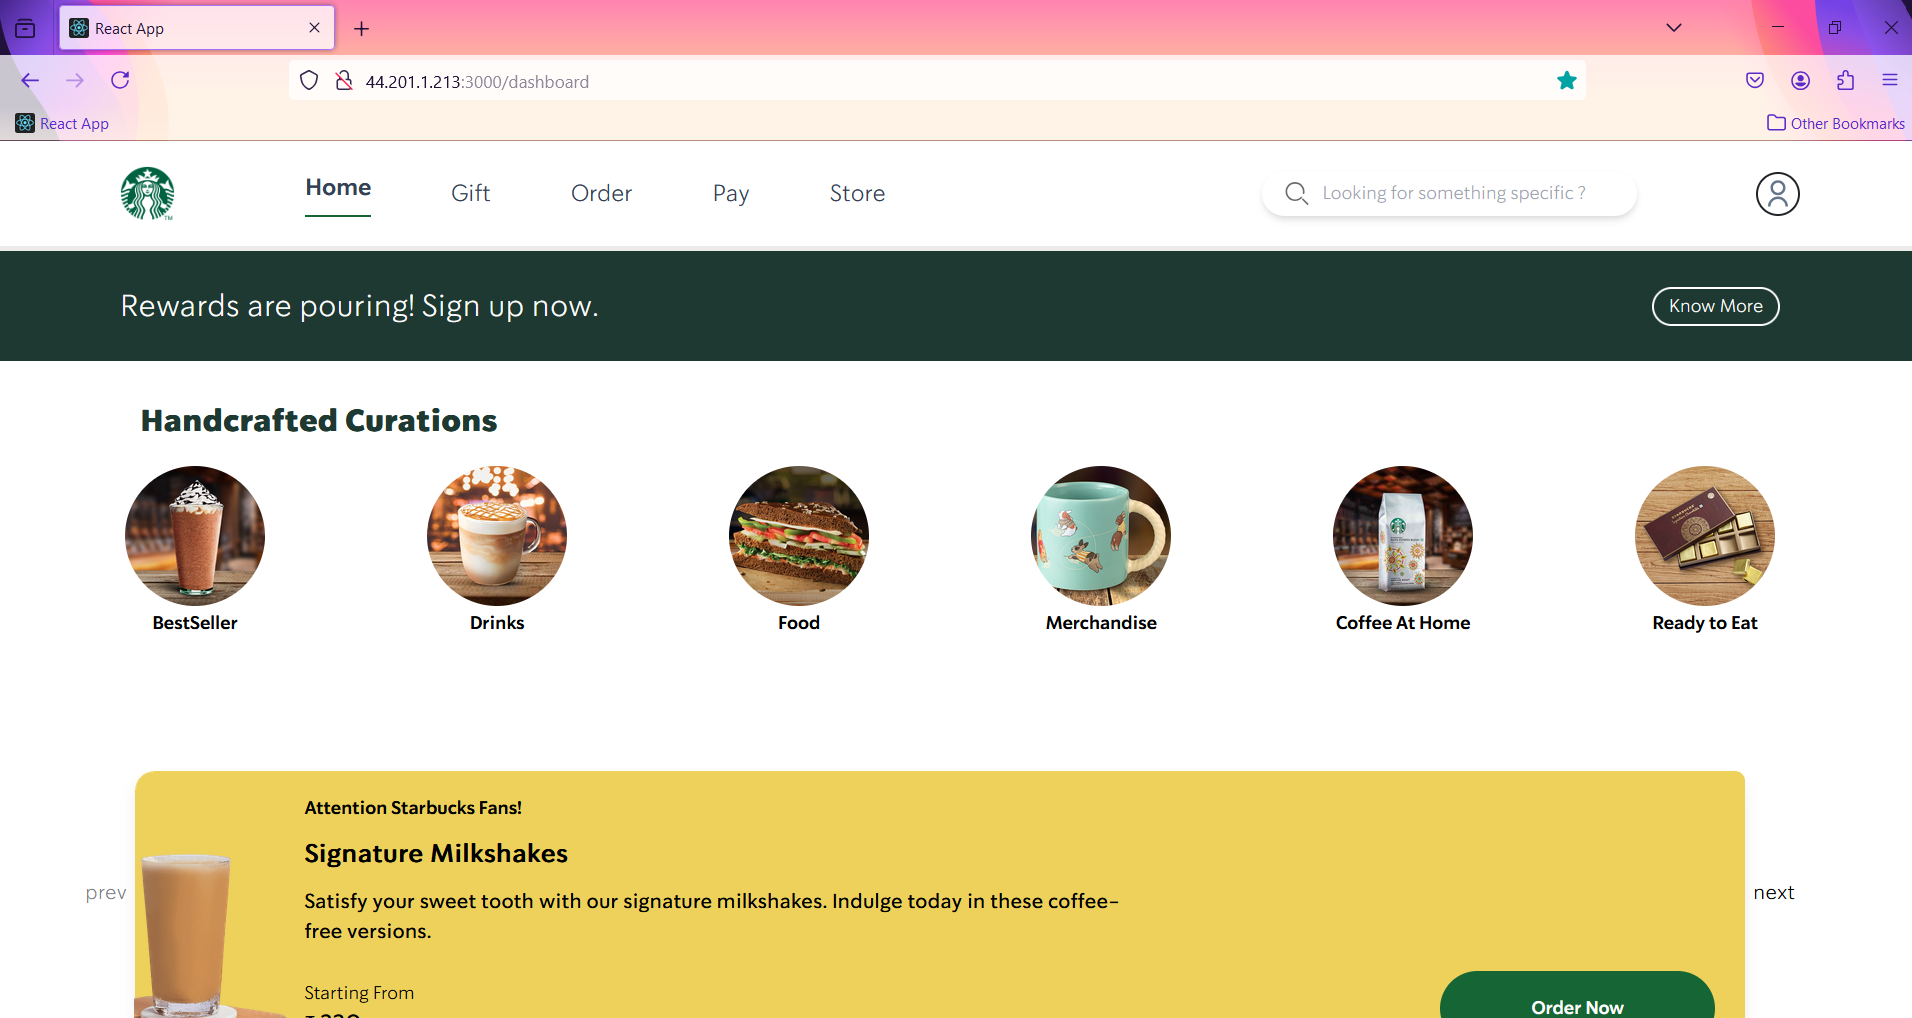 React App
44.201.1.213:3000/dashboard
React App
Other Bookmarks
Home
Gift
Order
Pay
Store
Looking for something specific ?
Rewards are pouring! Sign up now.
Know More
Handcrafted Curations
BestSeller
Drinks
Food
Merchandise
Coffee At Home
Ready to Eat
Attention Starbucks Fans!
Signature Milkshakes
Satisfy your sweet tooth with our signature milkshakes. Indulge today in these coffee-
free versions.
prev
next
Starting From
Order Now